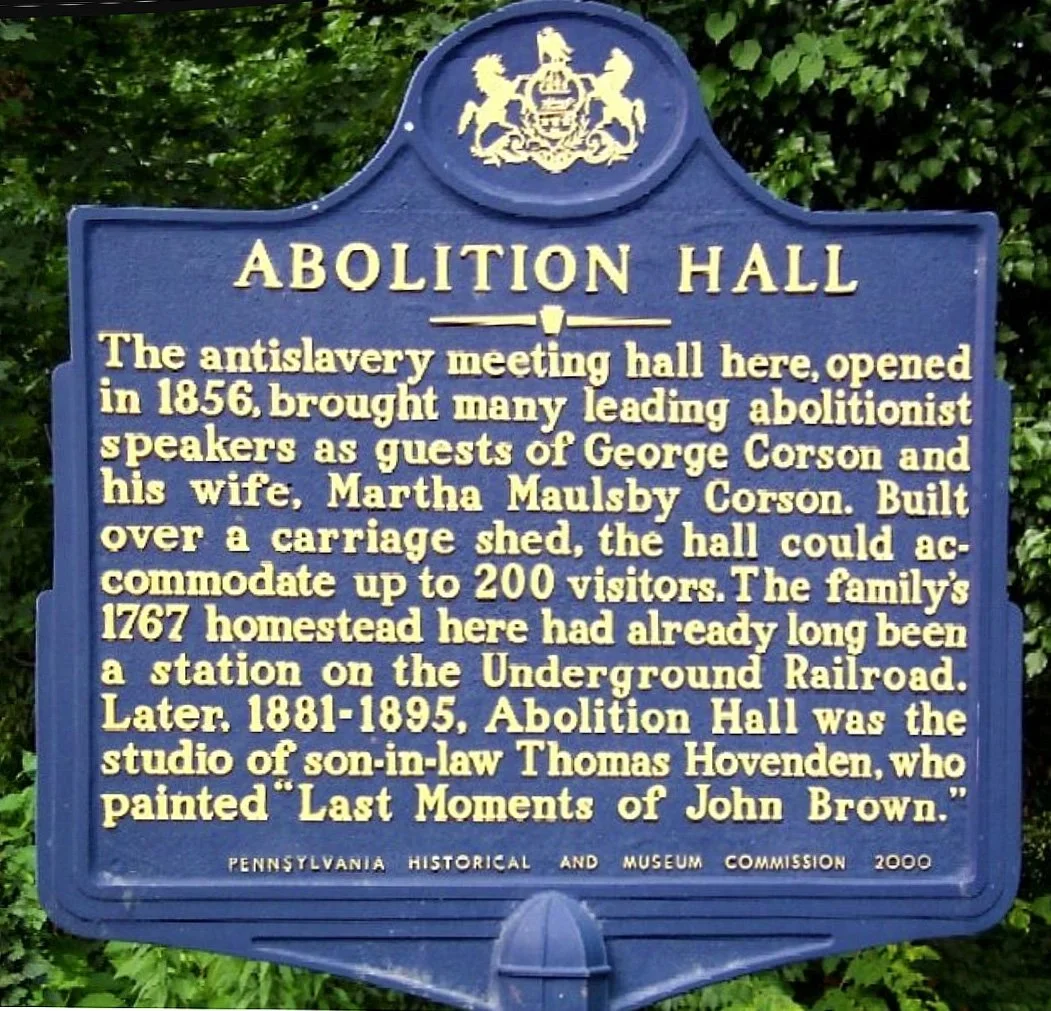 ABOLITION HALL
The antislavery meeting hall here, opened
in 1856, brought many leading abolitionist
speakers as guests of George Corson and
his wife, Martha Maulsby Corson. Built
over a carriage shed, the hall could ac-
commodate up to 200 visitors. The family's
1767 homestead here had already long been
a station on the Underground Railroad.
Later, 1881-1895, Abolition Hall was the
studio of son-in-law Thomas Hovenden, who
painted "Last Moments of John Brown."
PENNSYLVANIA HISTORICAL AND MUSEUM COMMISSION 2000